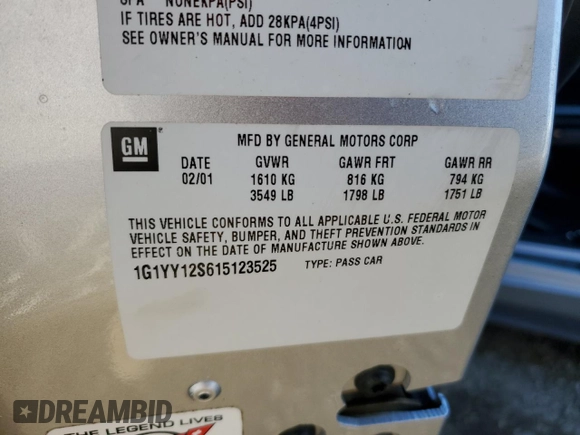 SPA NONEKPA(PSI)
IF TIRES ARE HOT, ADD 28KPA(4PSI)
SEE OWNER'S MANUAL FOR MORE INFORMATION
GM ®
MFD BY GENERAL MOTORS CORP
DATE GVWR GAWR FRT GAWR RR
02/01 1610 KG 816 KG 794 KG
3549 LB 1798 LB 1751 LB
THIS VEHICLE CONFORMS TO ALL APPLICABLE U.S. FEDERAL MOTOR
VEHICLE SAFETY, BUMPER, AND THEFT PREVENTION STANDARDS IN
EFFECT ON THE DATE OF MANUFACTURE SHOWN ABOVE.
1G1YY12S615123525 TYPE: PASS CAR
THE LEGEND LIVES
DREAMBID